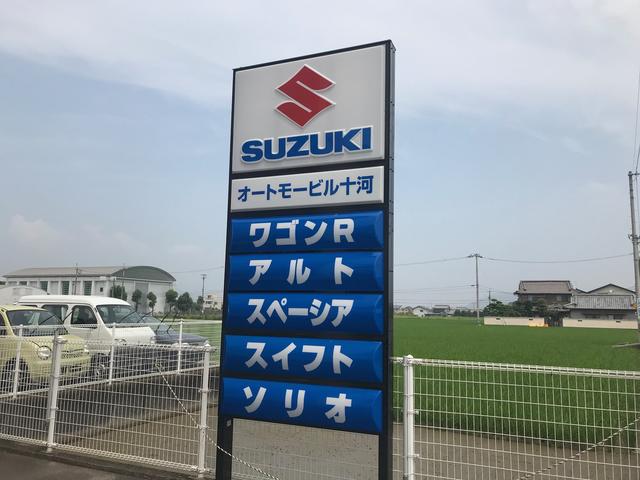 SUZUKI
オートモービル十河
ワゴンR
アルト
スペーシア
スイフト
ソリオ